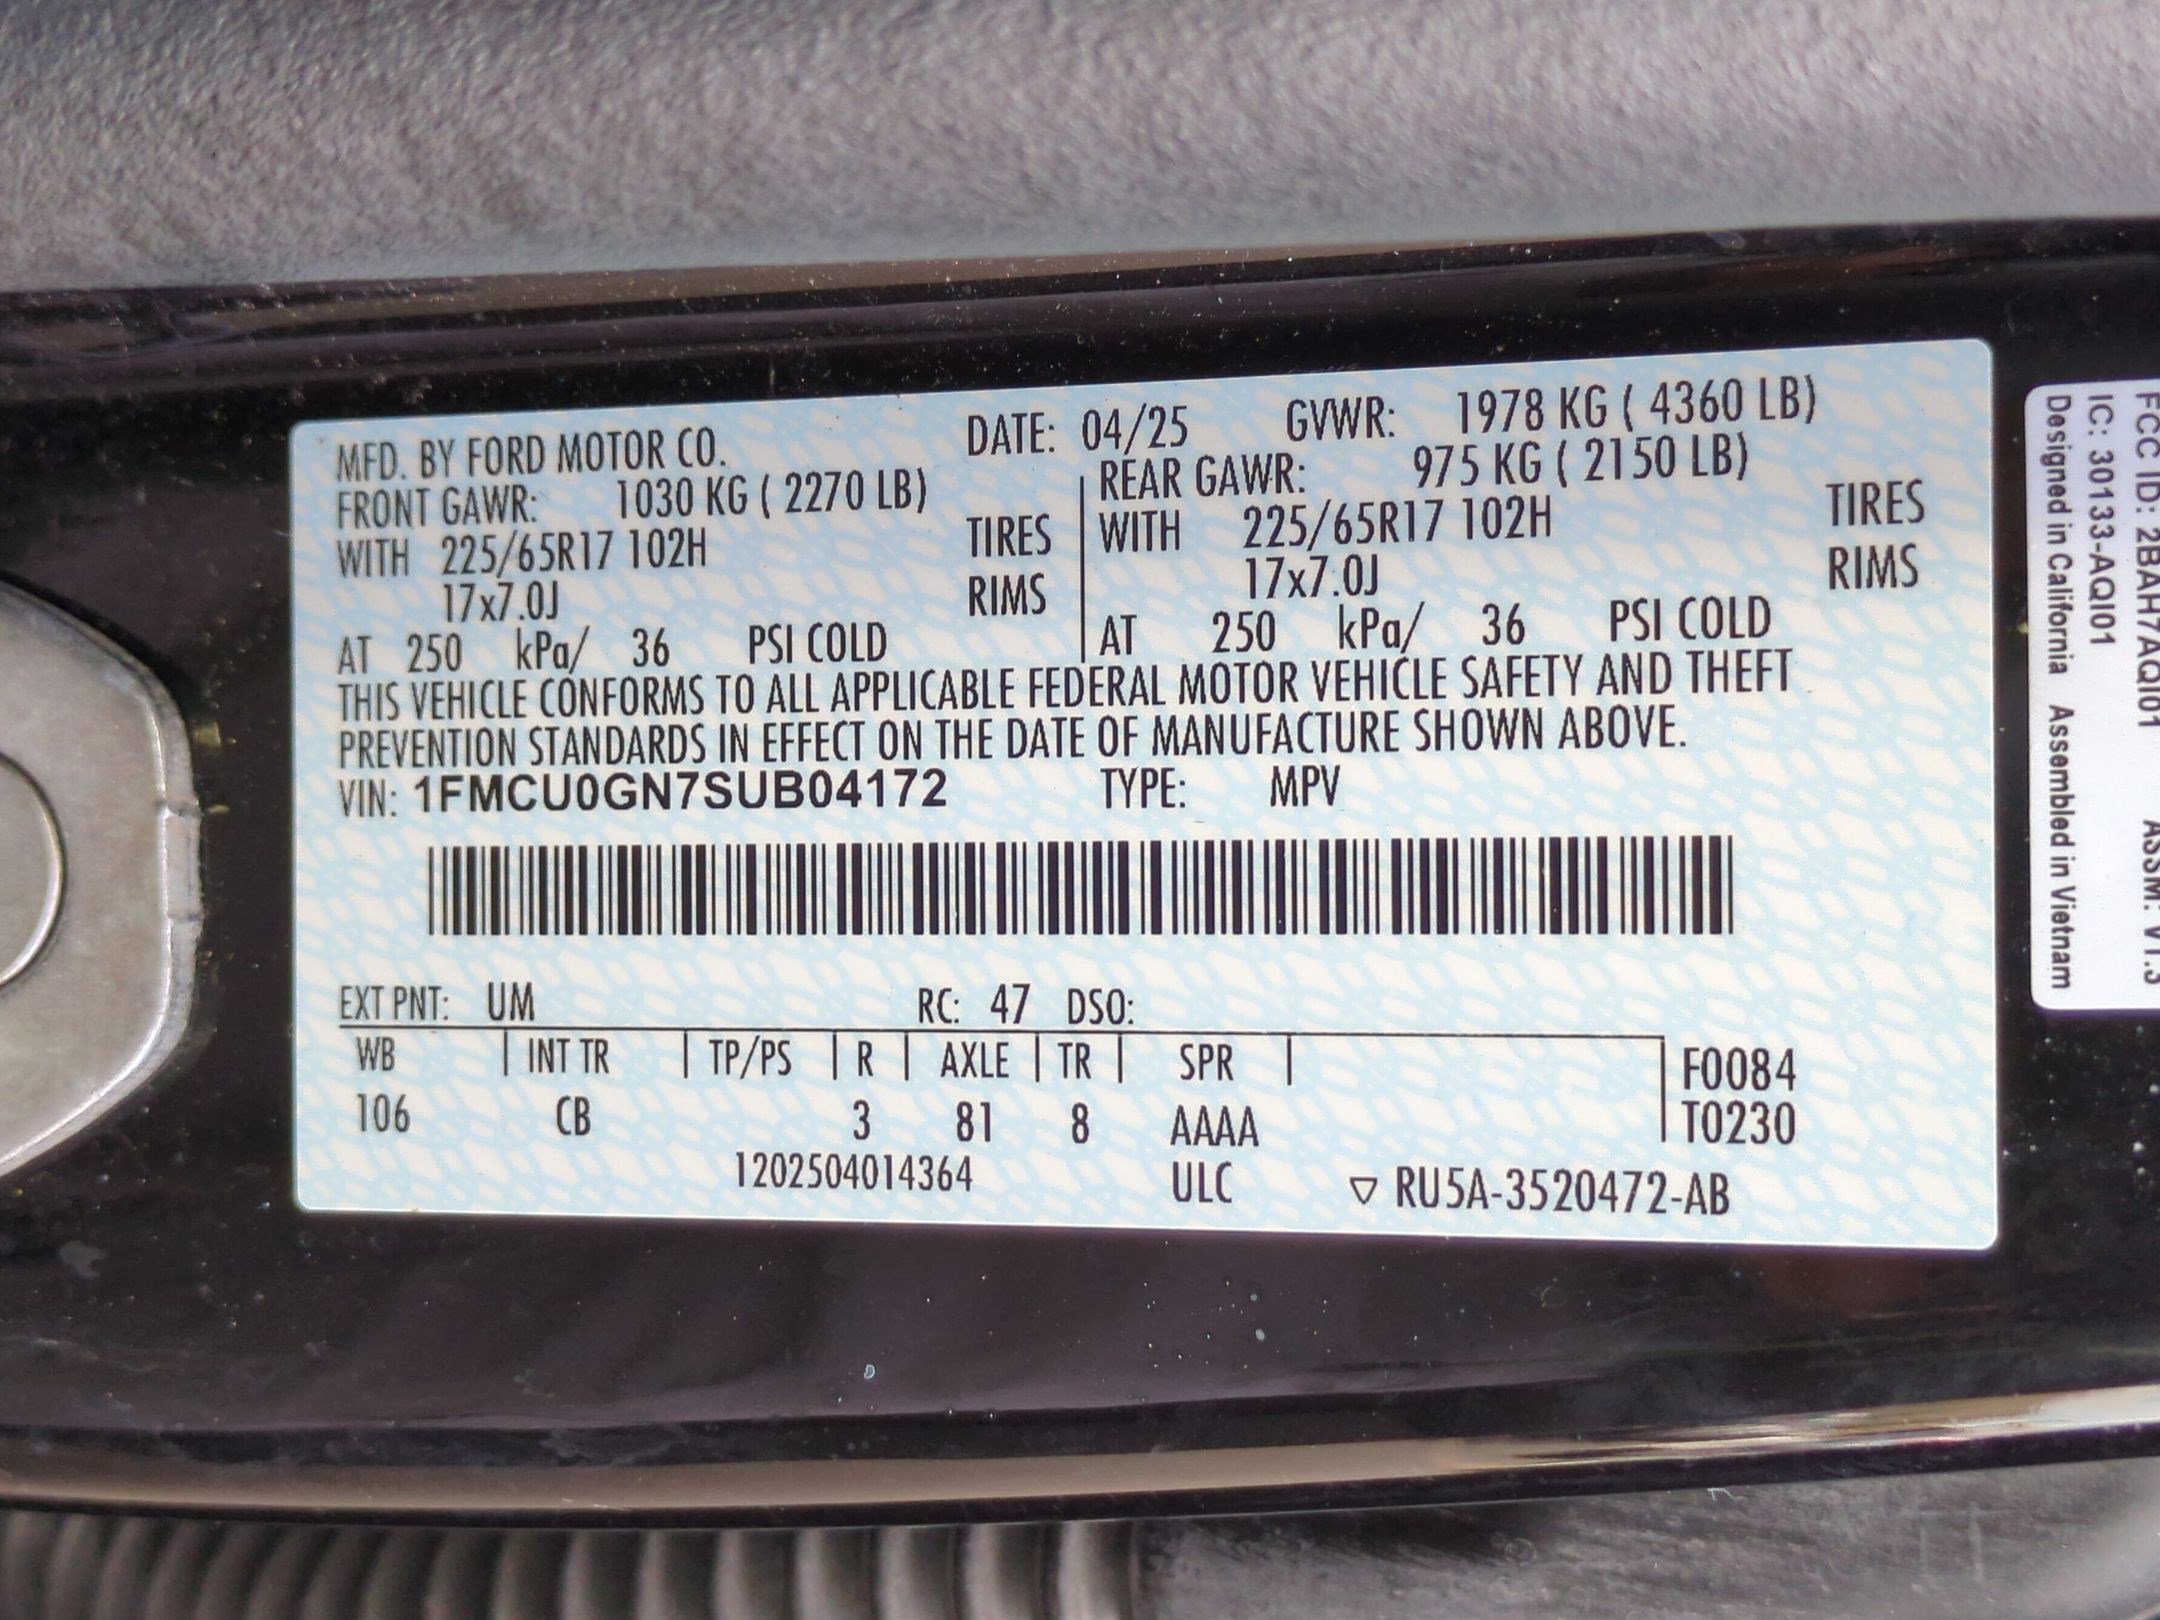 MFD. BY FORD MOTOR CO. DATE: 04/25 GVWR: 1978 KG ( 4360 LB)
FRONT GAWR: 1030 KG ( 2270 LB) REAR GAWR: 975 KG ( 2150 LB)
WITH 225/65R17 102H TIRES WITH 225/65R17 102H TIRES
17x7.0J RIMS 17x7.0J RIMS
AT 250 kPa/ 36 PSI COLD AT 250 kPa/ 36 PSI COLD
THIS VEHICLE CONFORMS TO ALL APPLICABLE FEDERAL MOTOR VEHICLE SAFETY AND THEFT
PREVENTION STANDARDS IN EFFECT ON THE DATE OF MANUFACTURE SHOWN ABOVE.
VIN: 1FMCU0GN7SUB04172 TYPE: MPV
EXT PNT: UM RC: 47 DSO:
WB INT TR TP/PS R AXLE TR SPR F0084
106 CB 3 81 8 AAAA T0230
1202504014364 ULC ▽ RU5A-3520472-AB
FCC ID: 2BAH7AQI01 ASSM: V1.3
IC: 30133-AQI01
Designed in California Assembled in Vietnam